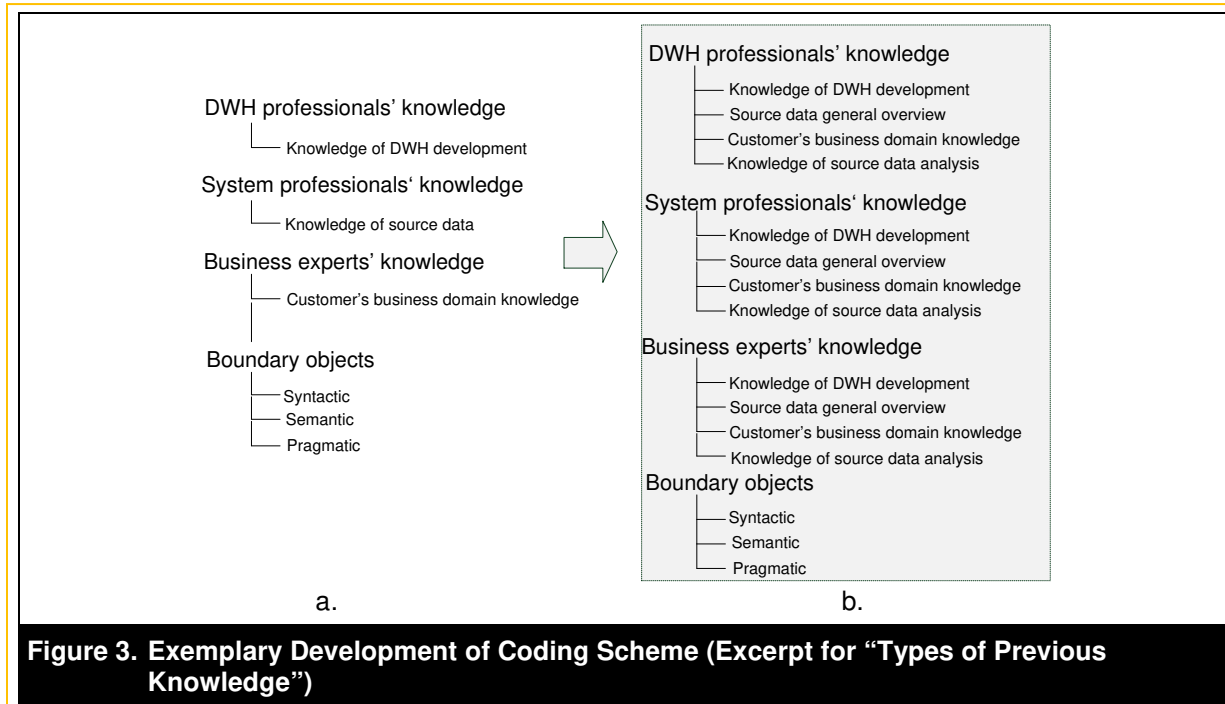 DWH professionals’ knowledge
Knowledge of DWH development
System professionals‘ knowledge
Knowledge of source data
Business experts’ knowledge
Customer’s business domain knowledge
Boundary objects
Syntactic
Semantic
Pragmatic
a.
DWH professionals’ knowledge
Knowledge of DWH development
Source data general overview
Customer’s business domain knowledge
Knowledge of source data analysis
System professionals‘ knowledge
Knowledge of DWH development
Source data general overview
Customer’s business domain knowledge
Knowledge of source data analysis
Business experts’ knowledge
Knowledge of DWH development
Source data general overview
Customer’s business domain knowledge
Knowledge of source data analysis
Boundary objects
Syntactic
Semantic
Pragmatic
b.
Figure 3. Exemplary Development of Coding Scheme (Excerpt for “Types of Previous
Knowledge”)